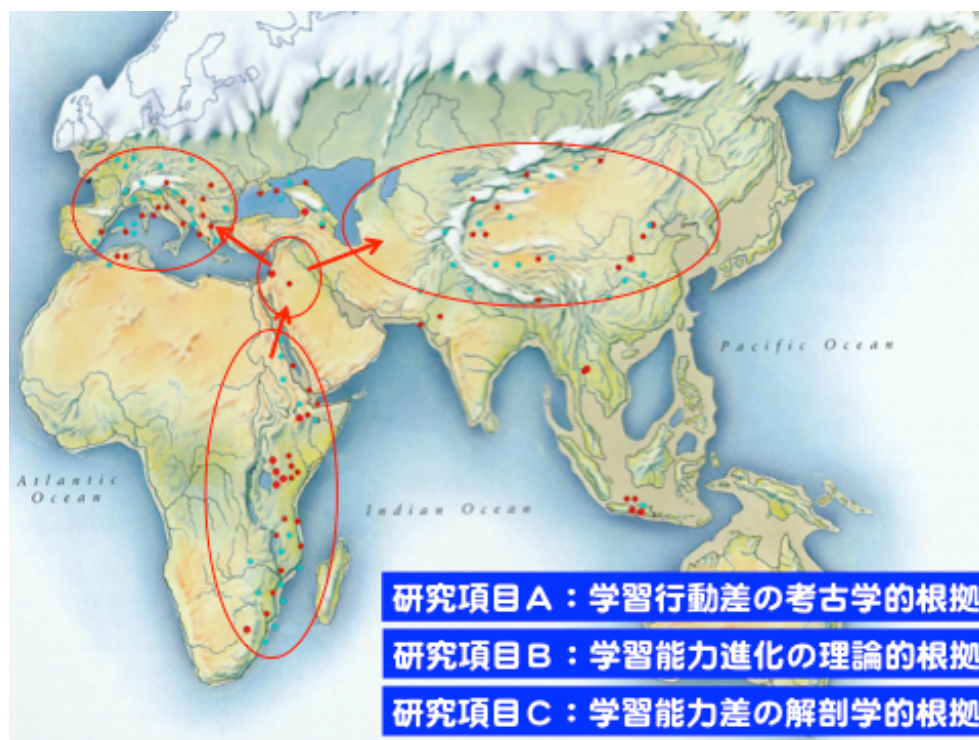 Pacific Ocean
Atlantic
Ocean
Indian Ocean
研究項目A：学習行動差の考古学的根拠
研究項目B：学習能力進化の理論的根拠
研究項目C：学習能力差の解剖学的根拠